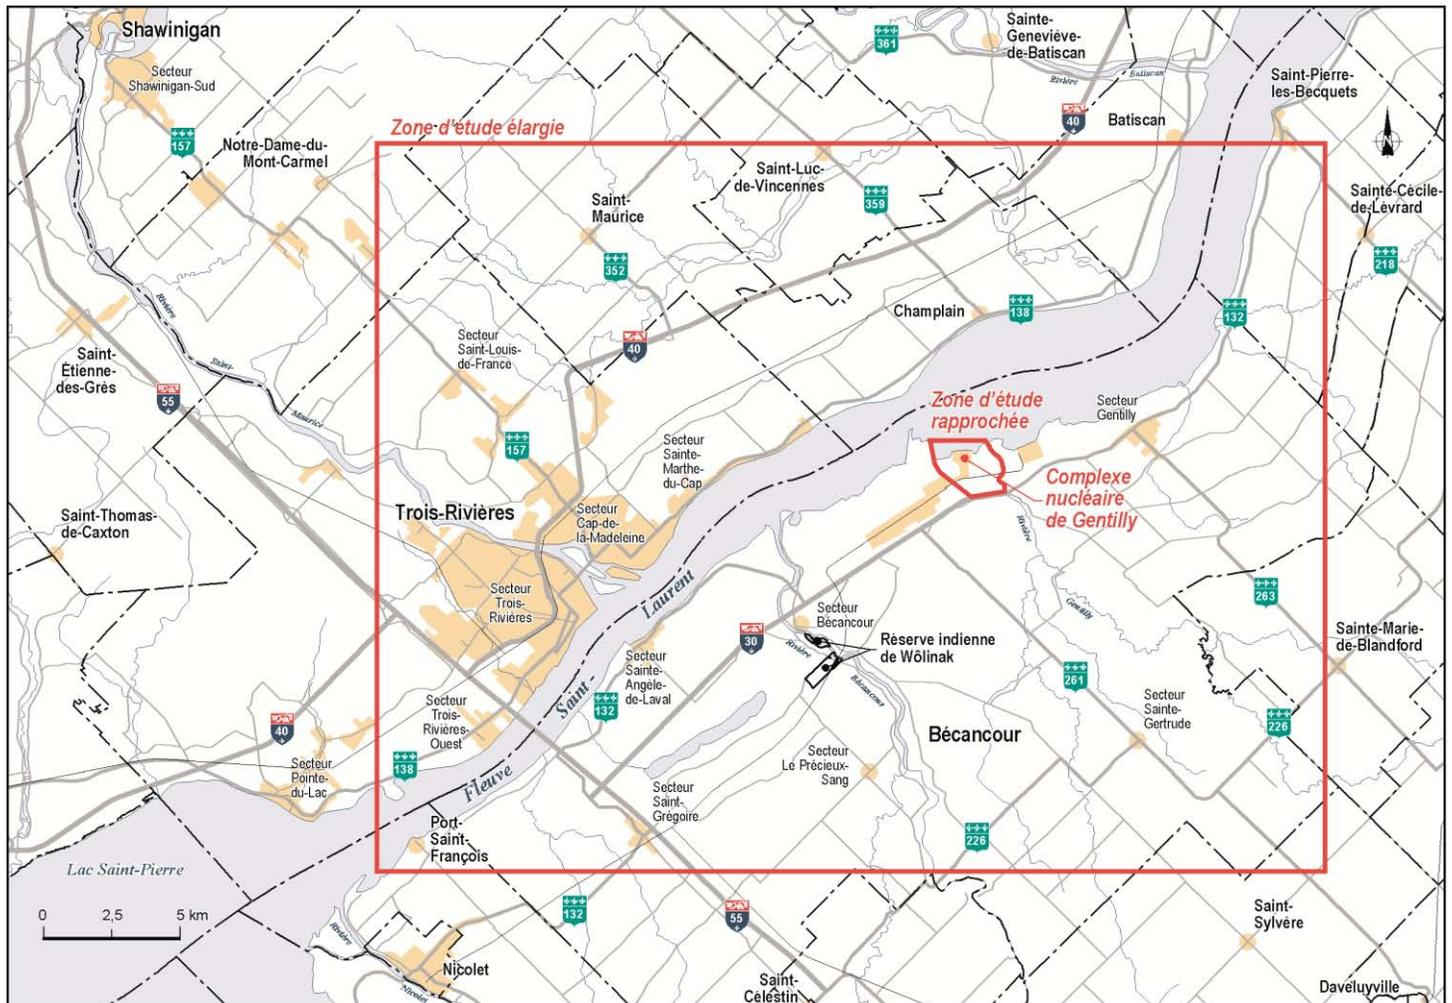 Shawinigan
Secteur
Shawinigan-Sud
157
Notre-Dame-du-
Mont-Carmel
361
Sainte-
Geneviève-
de-Batiscan
Rivière
Batiscan
40
Batiscan
Saint-Pierre-
les-Becquets
Zone d'étude élargie
Saint-Luc-
de-Vincennes
359
Saint-
Maurice
352
Sainte-Cécile-
de-Lévrard
218
Champlain
138
132
Rivière
Saint-
Maurice
Saint-
Étienne-
des-Grès
55
Secteur
Saint-Louis-
de-France
40
157
Zone d'étude
rapprochée
Secteur
Gentilly
Secteur
Sainte-
Marthe-
du-Cap
Complexe
nucléaire
de Gentilly
Trois-Rivières
Secteur
Cap-de-
la-Madeleine
Saint-Thomas-
de-Caxton
Secteur
Trois-
Rivières
Rivière
Gentilly
263
Secteur
Bécancour
30
Rivière
Bécancour
Réserve indienne
de Wôlinak
Sainte-Marie-
de-Blandford
Secteur
Sainte-
Angèle-
de-Laval
132
261
Secteur
Sainte-
Gertrude
226
Fleuve
Saint-
Laurent
Secteur
Trois-
Rivières-
Ouest
40
138
Secteur
Pointe-
du-Lac
Bécancour
Secteur
Le Précieux-
Sang
Secteur
Saint-
Grégoire
226
Port-
Saint-
François
Lac Saint-Pierre
0 2,5 5 km
132
55
Rivière
Nicolet
Nicolet
Saint-
Célestin
Saint-
Sylvère
Daveluyville